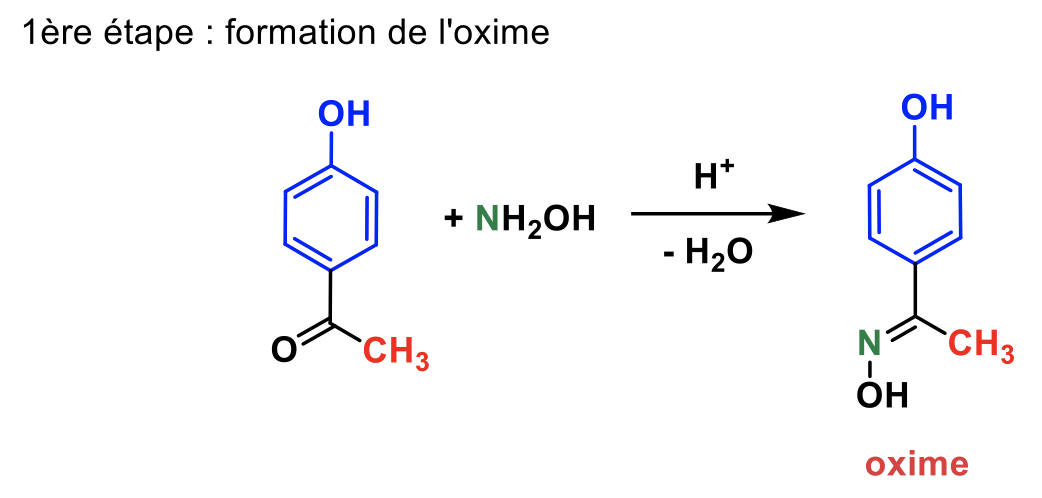 1ère étape : formation de l'oxime
OH
OH
H⁺
+ NH₂OH
- H₂O
O
CH₃
N
CH₃
OH
oxime